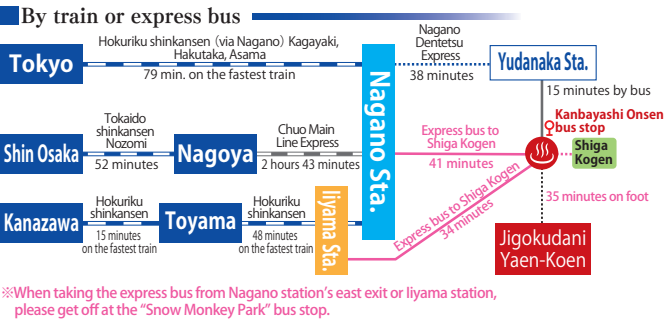 By train or express bus
Tokyo
Hokuriku shinkansen (via Nagano) Kagayaki,
Hakutaka, Asama
79 min. on the fastest train
Nagano Sta.
Nagano
Dentetsu
Express
38 minutes
Yudanaka Sta.
15 minutes by bus
Kanbayashi Onsen
bus stop
Shiga
Kogen
Shin Osaka
Tokaido
shinkansen
Nozomi
52 minutes
Nagoya
Chuo Main
Line Express
2 hours 43 minutes
Express bus to
Shiga Kogen
41 minutes
Kanazawa
Hokuriku
shinkansen
15 minutes
on the fastest train
Toyama
Hokuriku
shinkansen
48 minutes
on the fastest train
Iiyama Sta.
Express bus to Shiga Kogen
34 minutes
35 minutes on foot
Jigokudani
Yaen-Koen
※When taking the express bus from Nagano station's east exit or Iiyama station,
please get off at the "Snow Monkey Park" bus stop.